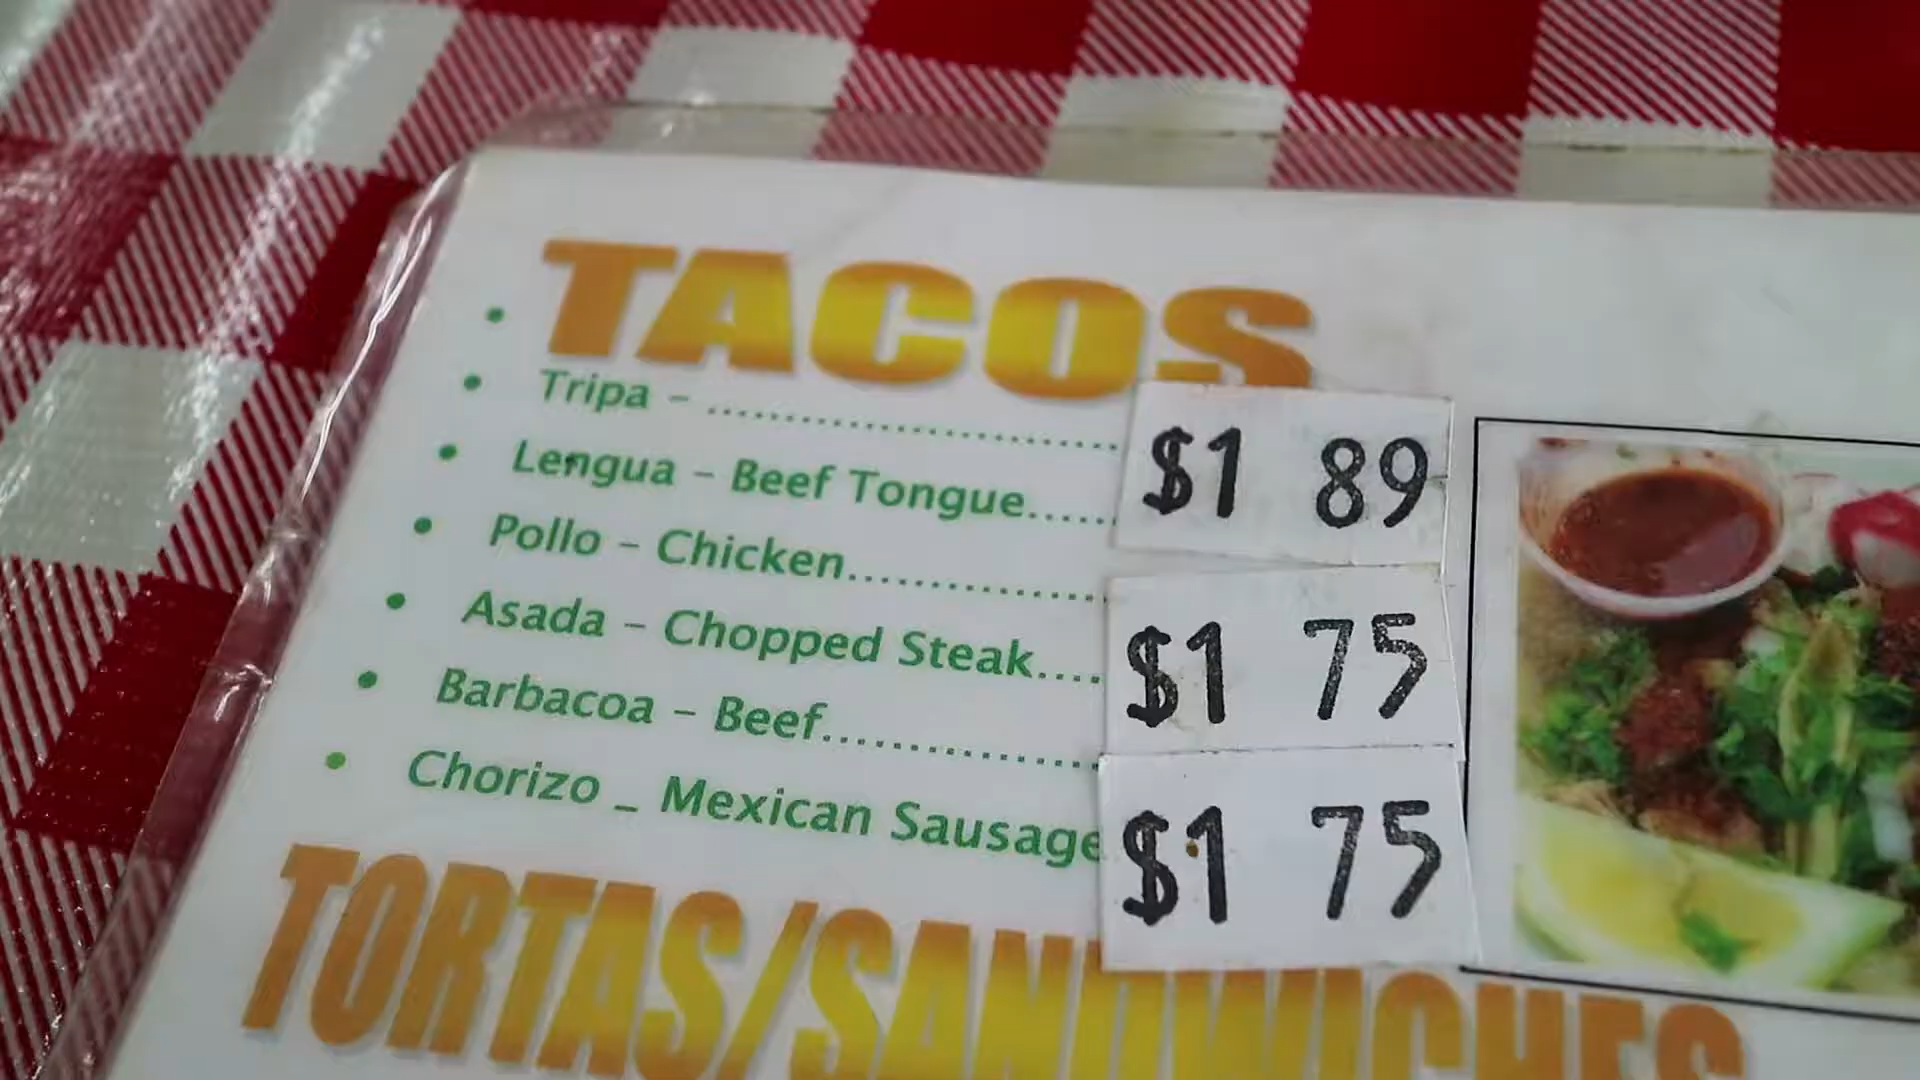 TACOS
Tripa - ........................................
Lengua - Beef Tongue...... $1 89
Pollo - Chicken....................
Asada - Chopped Steak.... $1 75
Barbacoa - Beef....................
Chorizo _ Mexican Sausage $1 75
TORTAS/SANDWICHES